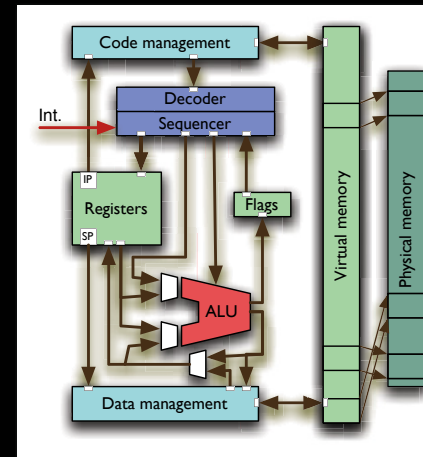 Code management
Decoder
Sequencer
Int.
IP
Registers
SP
Flags
ALU
Data management
Virtual memory
Physical memory